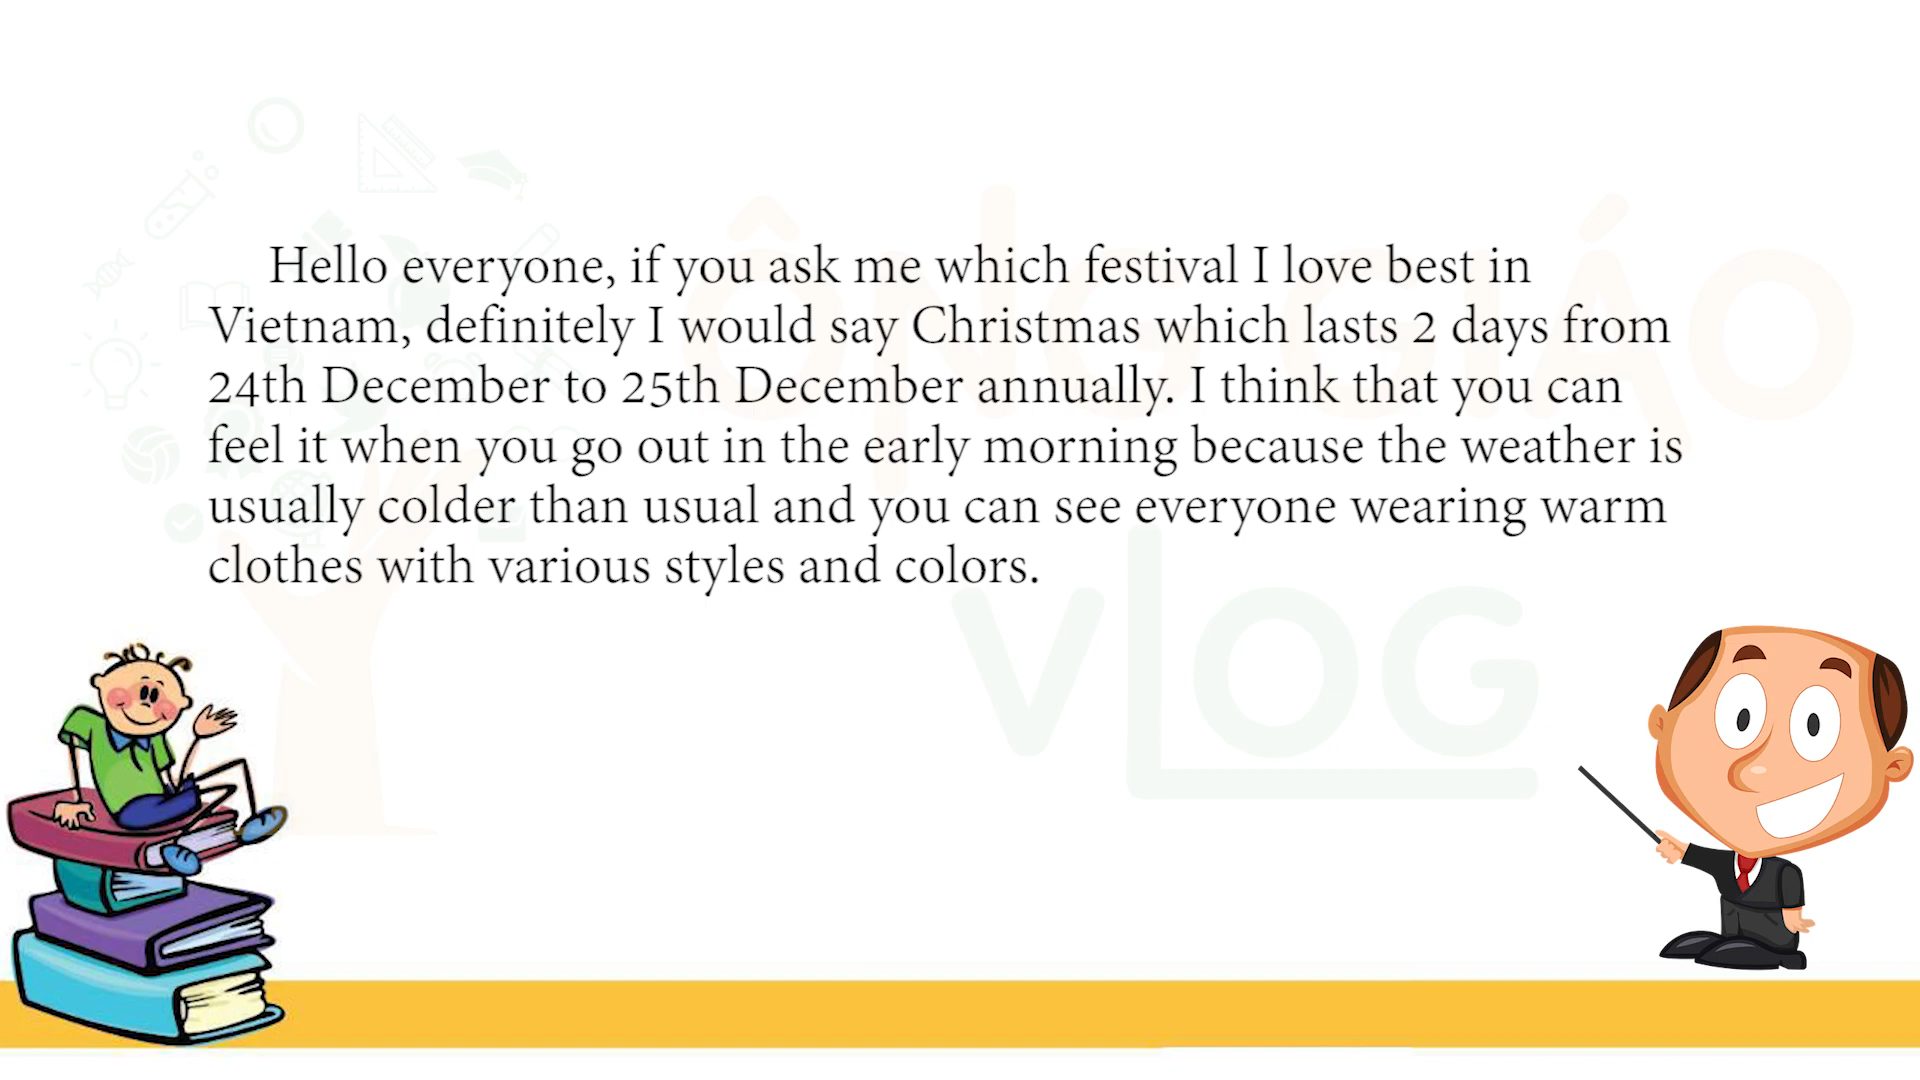 Hello everyone, if you ask me which festival I love best in
Vietnam, definitely I would say Christmas which lasts 2 days from
24th December to 25th December annually. I think that you can
feel it when you go out in the early morning because the weather is
usually colder than usual and you can see everyone wearing warm
clothes with various styles and colors.
ÔNG GIÁO
VLOG